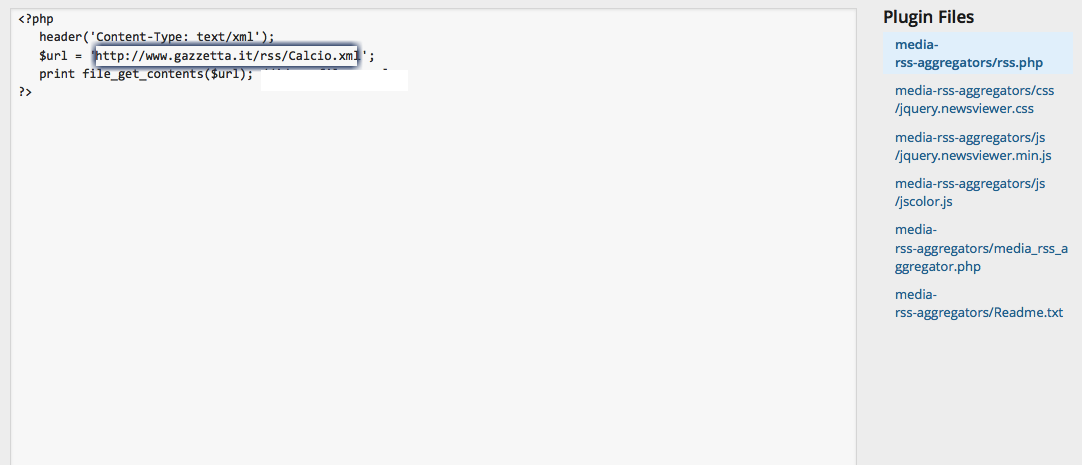 <?php
header('Content-Type: text/xml');
$url = 'http://www.gazzetta.it/rss/Calcio.xml';
print file_get_contents($url);
?>
Plugin Files
media-
rss-aggregators/rss.php
media-rss-aggregators/css
/jquery.newsviewer.css
media-rss-aggregators/js
/jquery.newsviewer.min.js
media-rss-aggregators/js
/jscolor.js
media-
rss-aggregators/media_rss_a
ggregator.php
media-
rss-aggregators/Readme.txt